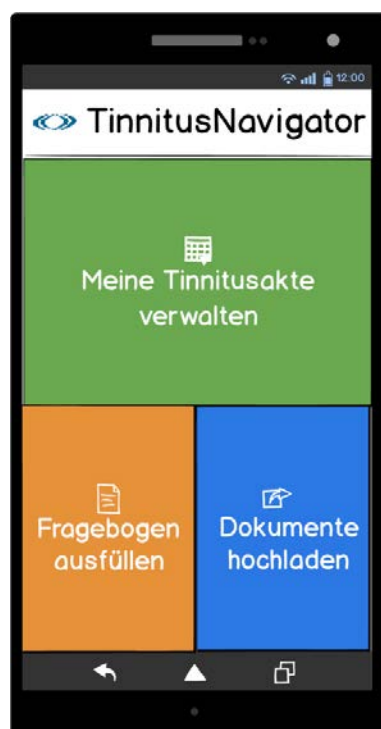 12:00
TinnitusNavigator
Meine Tinnitusakte
verwalten
Fragebogen
ausfüllen
Dokumente
hochladen